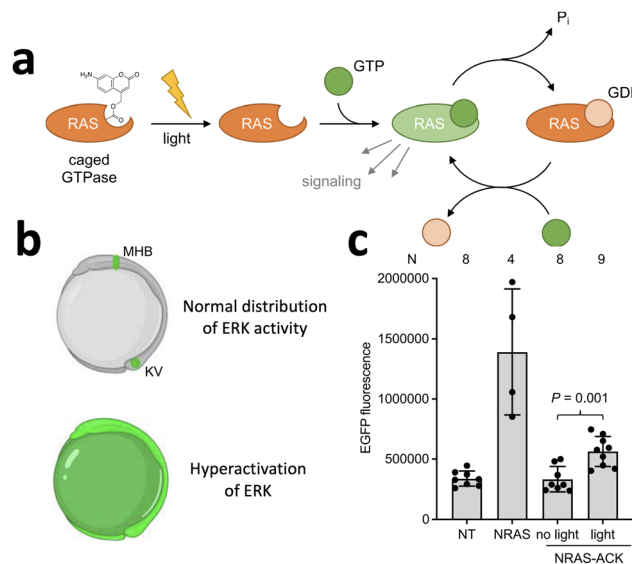 a
H₂N
O
O
O
O
RAS
caged
GTPase
light
RAS
GTP
RAS
signaling
Pᵢ
RAS
GD
b
MHB
KV
Normal distribution
of ERK activity
Hyperactivation
of ERK
c
N 8 4 8 9
EGFP fluorescence
2000000
1500000
1000000
500000
0
P = 0.001
NT NRAS no light light
NRAS-ACK